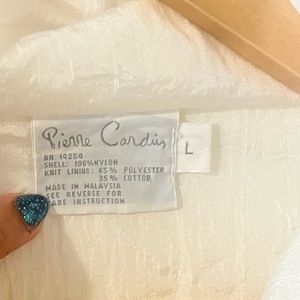 Pierre Cardin
L
RN 14254
SHELL: 100% NYLON
KNIT LINING: 65% POLYESTER
35% COTTON
MADE IN MALAYSIA
SEE REVERSE FOR
CARE INSTRUCTION